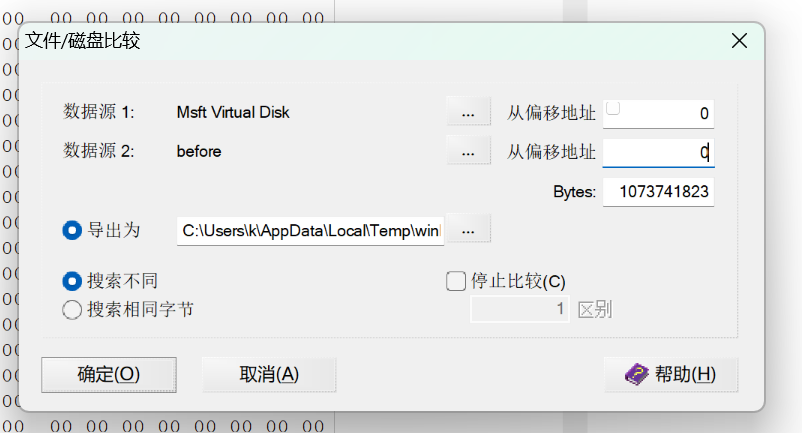 00 00 00 00 00 00 00 00 00
文件/磁盘比较
数据源 1: Msft Virtual Disk ... 从偏移地址 0
数据源 2: before ... 从偏移地址 0
Bytes: 1073741823
导出为 C:\Users\k\AppData\Local\Temp\win ...
搜索不同 停止比较(C)
搜索相同字节 1 区别
确定(O) 取消(A) 帮助(H)
00 00 00 00 00 00 00 00 00